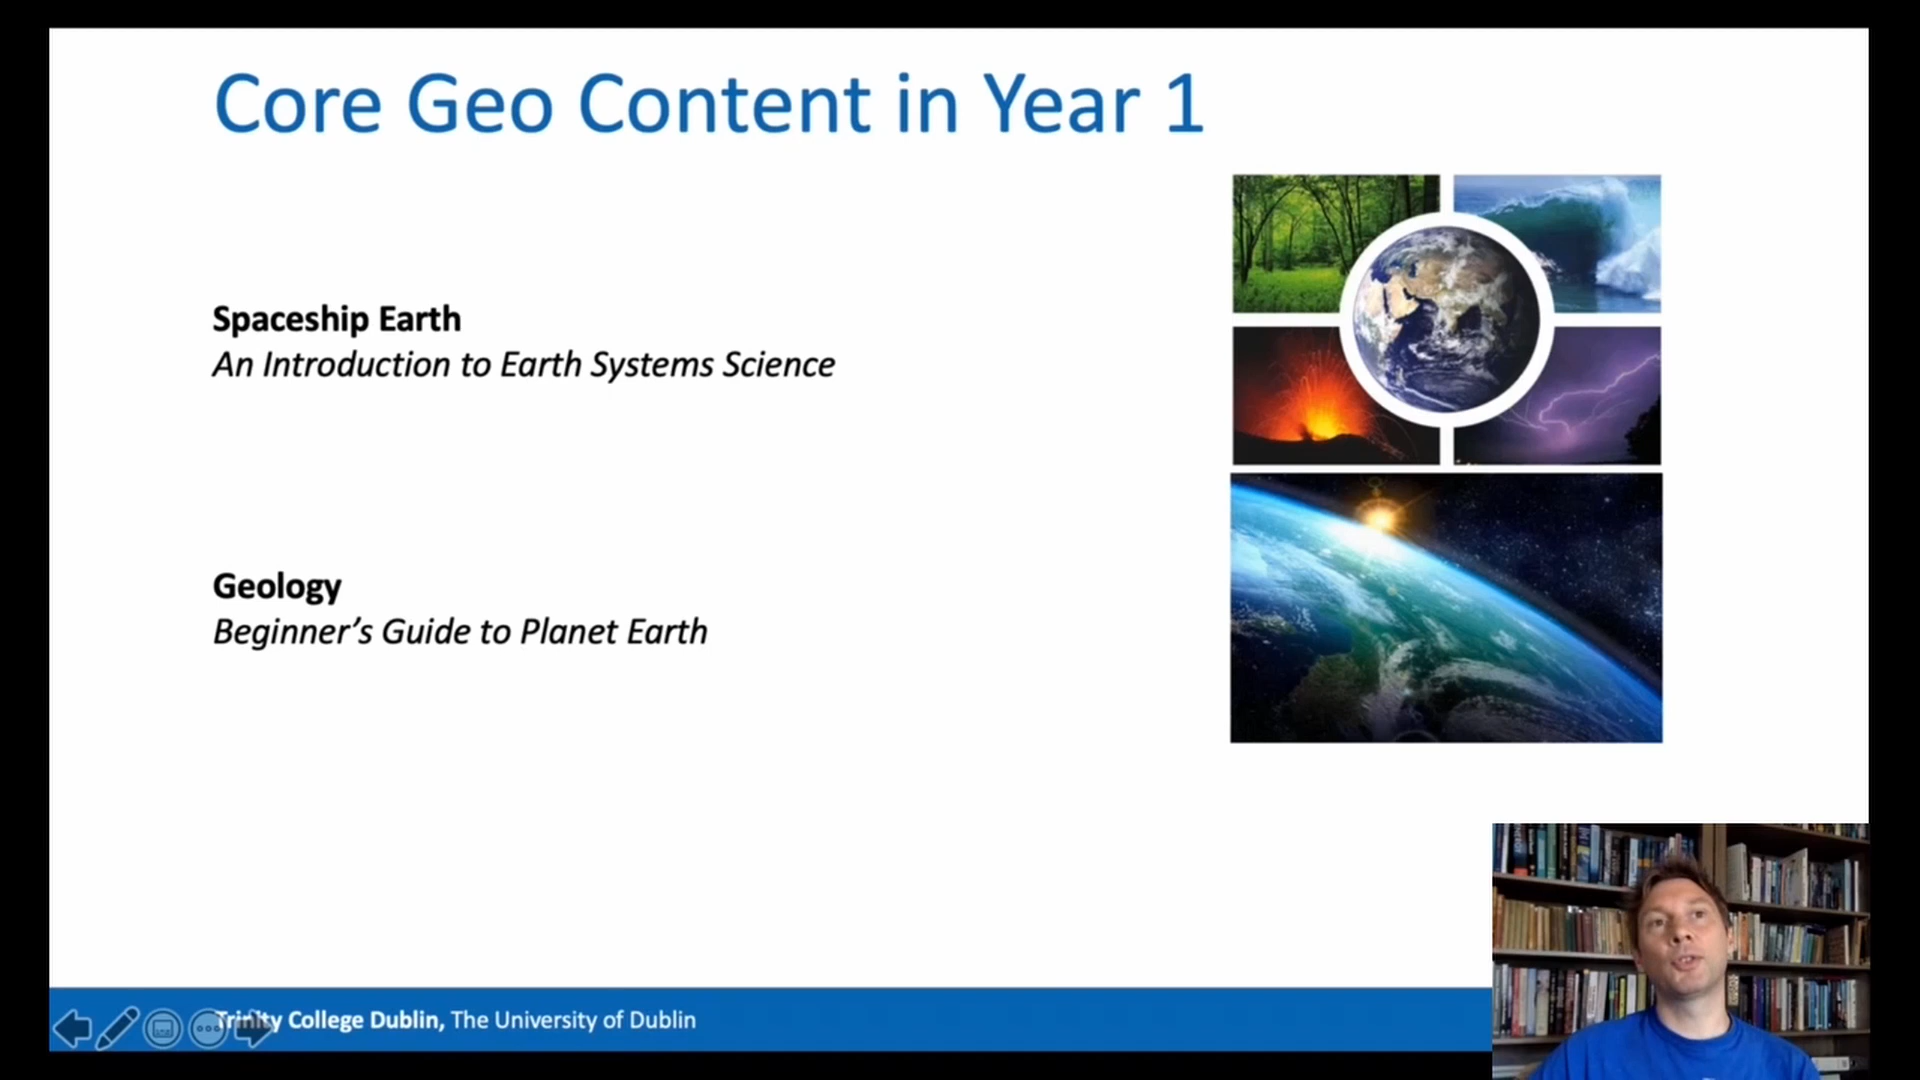 Core Geo Content in Year 1
Spaceship Earth
An Introduction to Earth Systems Science
Geology
Beginner’s Guide to Planet Earth
Trinity College Dublin, The University of Dublin